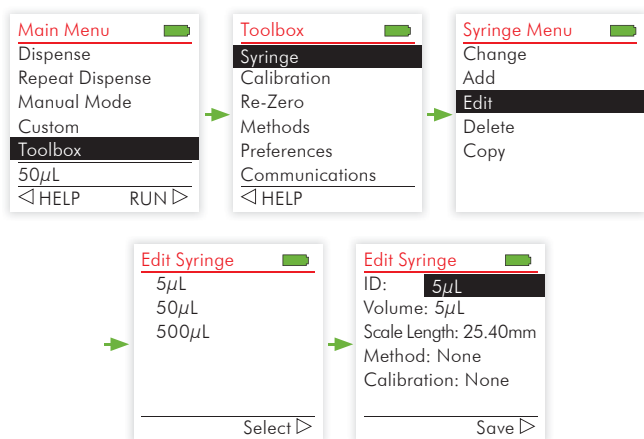 Main Menu
Dispense
Repeat Dispense
Manual Mode
Custom
Toolbox
50μL
◁ HELP RUN ▷
Toolbox
Syringe
Calibration
Re-Zero
Methods
Preferences
Communications
◁ HELP
Syringe Menu
Change
Add
Edit
Delete
Copy
Edit Syringe
5μL
50μL
500μL
Select ▷
Edit Syringe
ID: 5μL
Volume: 5μL
Scale Length: 25.40mm
Method: None
Calibration: None
Save ▷